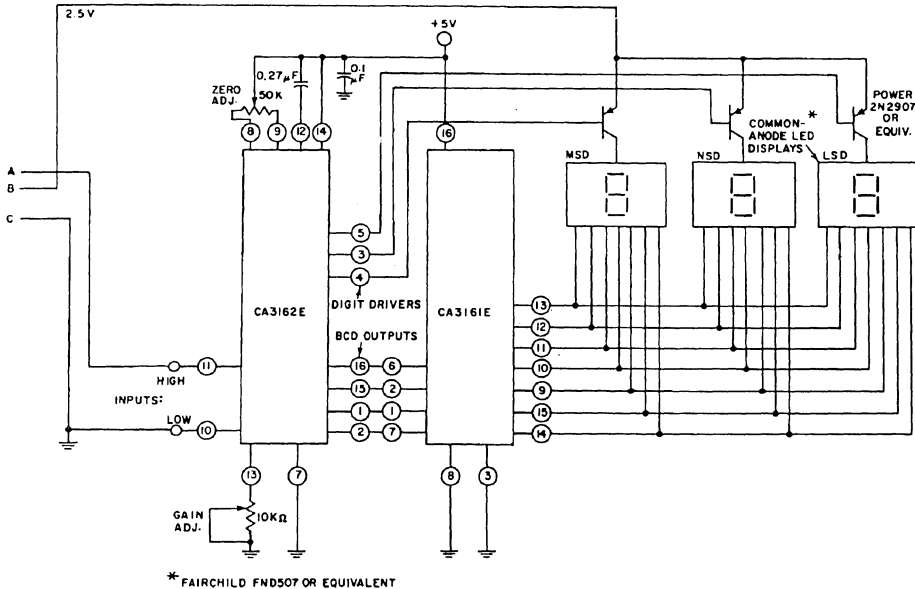 2.5V
+5V
0.27µF
0.1
µF
ZERO
ADJ.
50K
8
9
12
14
16
POWER
2N2907
OR
EQUIV.
*
COMMON-
ANODE LED
DISPLAYS
MSD
NSD
LSD
8
8
8
A
B
C
5
3
4
DIGIT DRIVERS
CA3162E
CA3161E
BCD OUTPUTS
13
12
11
10
9
15
14
11
HIGH
INPUTS:
LOW
10
16
6
15
2
1
1
2
7
13
7
8
3
GAIN
ADJ.
10KΩ
* FAIRCHILD FND507 OR EQUIVALENT